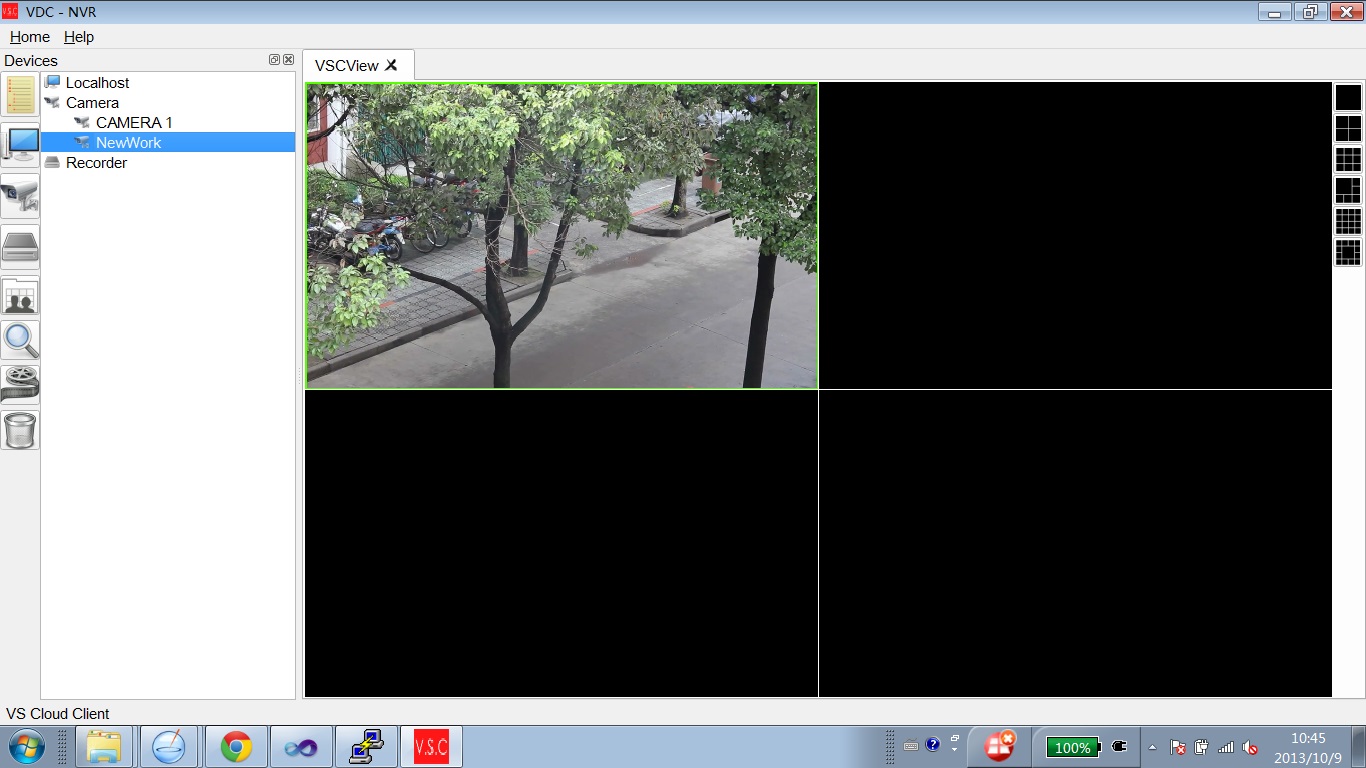 V.S.C VDC - NVR
Home Help
Devices
VSCView
Localhost
Camera
CAMERA 1
NewWork
Recorder
VS Cloud Client
V.S.C
100%
10:45
2013/10/9